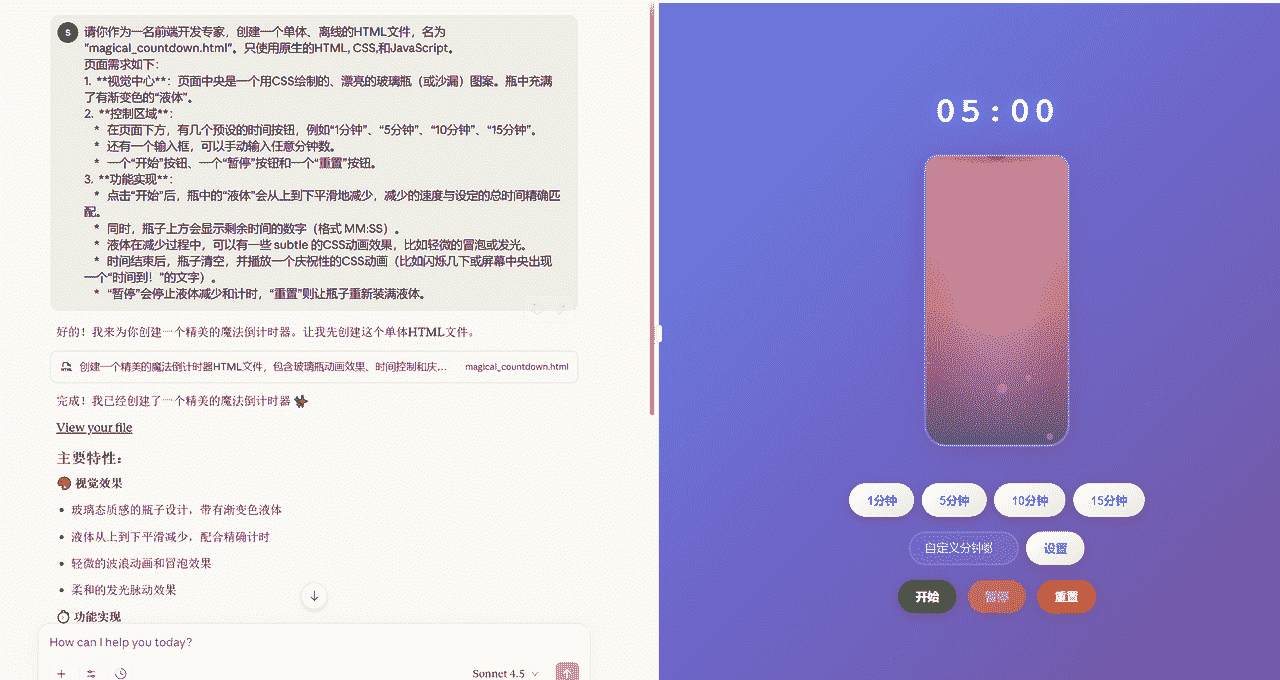 S
请你作为一名前端开发专家，创建一个单体、离线的HTML文件，名为
“magical_countdown.html”。只使用原生的HTML, CSS,和JavaScript。
页面需求如下：
1. **视觉中心**：页面中央是一个用CSS绘制的、漂亮的玻璃瓶（或沙漏）图案。瓶中充满
了有渐变色的“液体”。
2. **控制区域**：
* 在页面下方，有几个预设的时间按钮，例如“1分钟”、“5分钟”、“10分钟”、“15分钟”。
* 还有一个输入框，可以手动输入任意分钟数。
* 一个“开始”按钮、一个“暂停”按钮和一个“重置”按钮。
3. **功能实现**：
* 点击“开始”后，瓶中的“液体”会从上到下平滑地减少，减少的速度与设定的总时间精确匹
配。
* 同时，瓶子上方会显示剩余时间的数字（格式 MM:SS）。
* 液体在减少过程中，可以有一些 subtle 的CSS动画效果，比如轻微的冒泡或发光。
* 时间结束后，瓶子清空，并播放一个庆祝性的CSS动画（比如闪烁几下或屏幕中央出现
一个“时间到！”的文字）。
* “暂停”会停止液体减少和计时，“重置”则让瓶子重新装满液体。
好的！我来为你创建一个精美的魔法倒计时器。让我先创建这个单体HTML文件。
创建一个精美的魔法倒计时器HTML文件，包含玻璃瓶动画效果、时间控制和庆... magical_countdown.html
完成！我已经创建了一个精美的魔法倒计时器
View your file
主要特性：
视觉效果
• 玻璃态质感的瓶子设计，带有渐变色液体
• 液体从上到下平滑减少，配合精确计时
• 轻微的波浪动画和冒泡效果
• 柔和的发光脉动效果
功能实现
How can I help you today?
Sonnet 4.5
05:00
1分钟 5分钟 10分钟 15分钟
自定义分钟数 设置
开始 暂停 重置